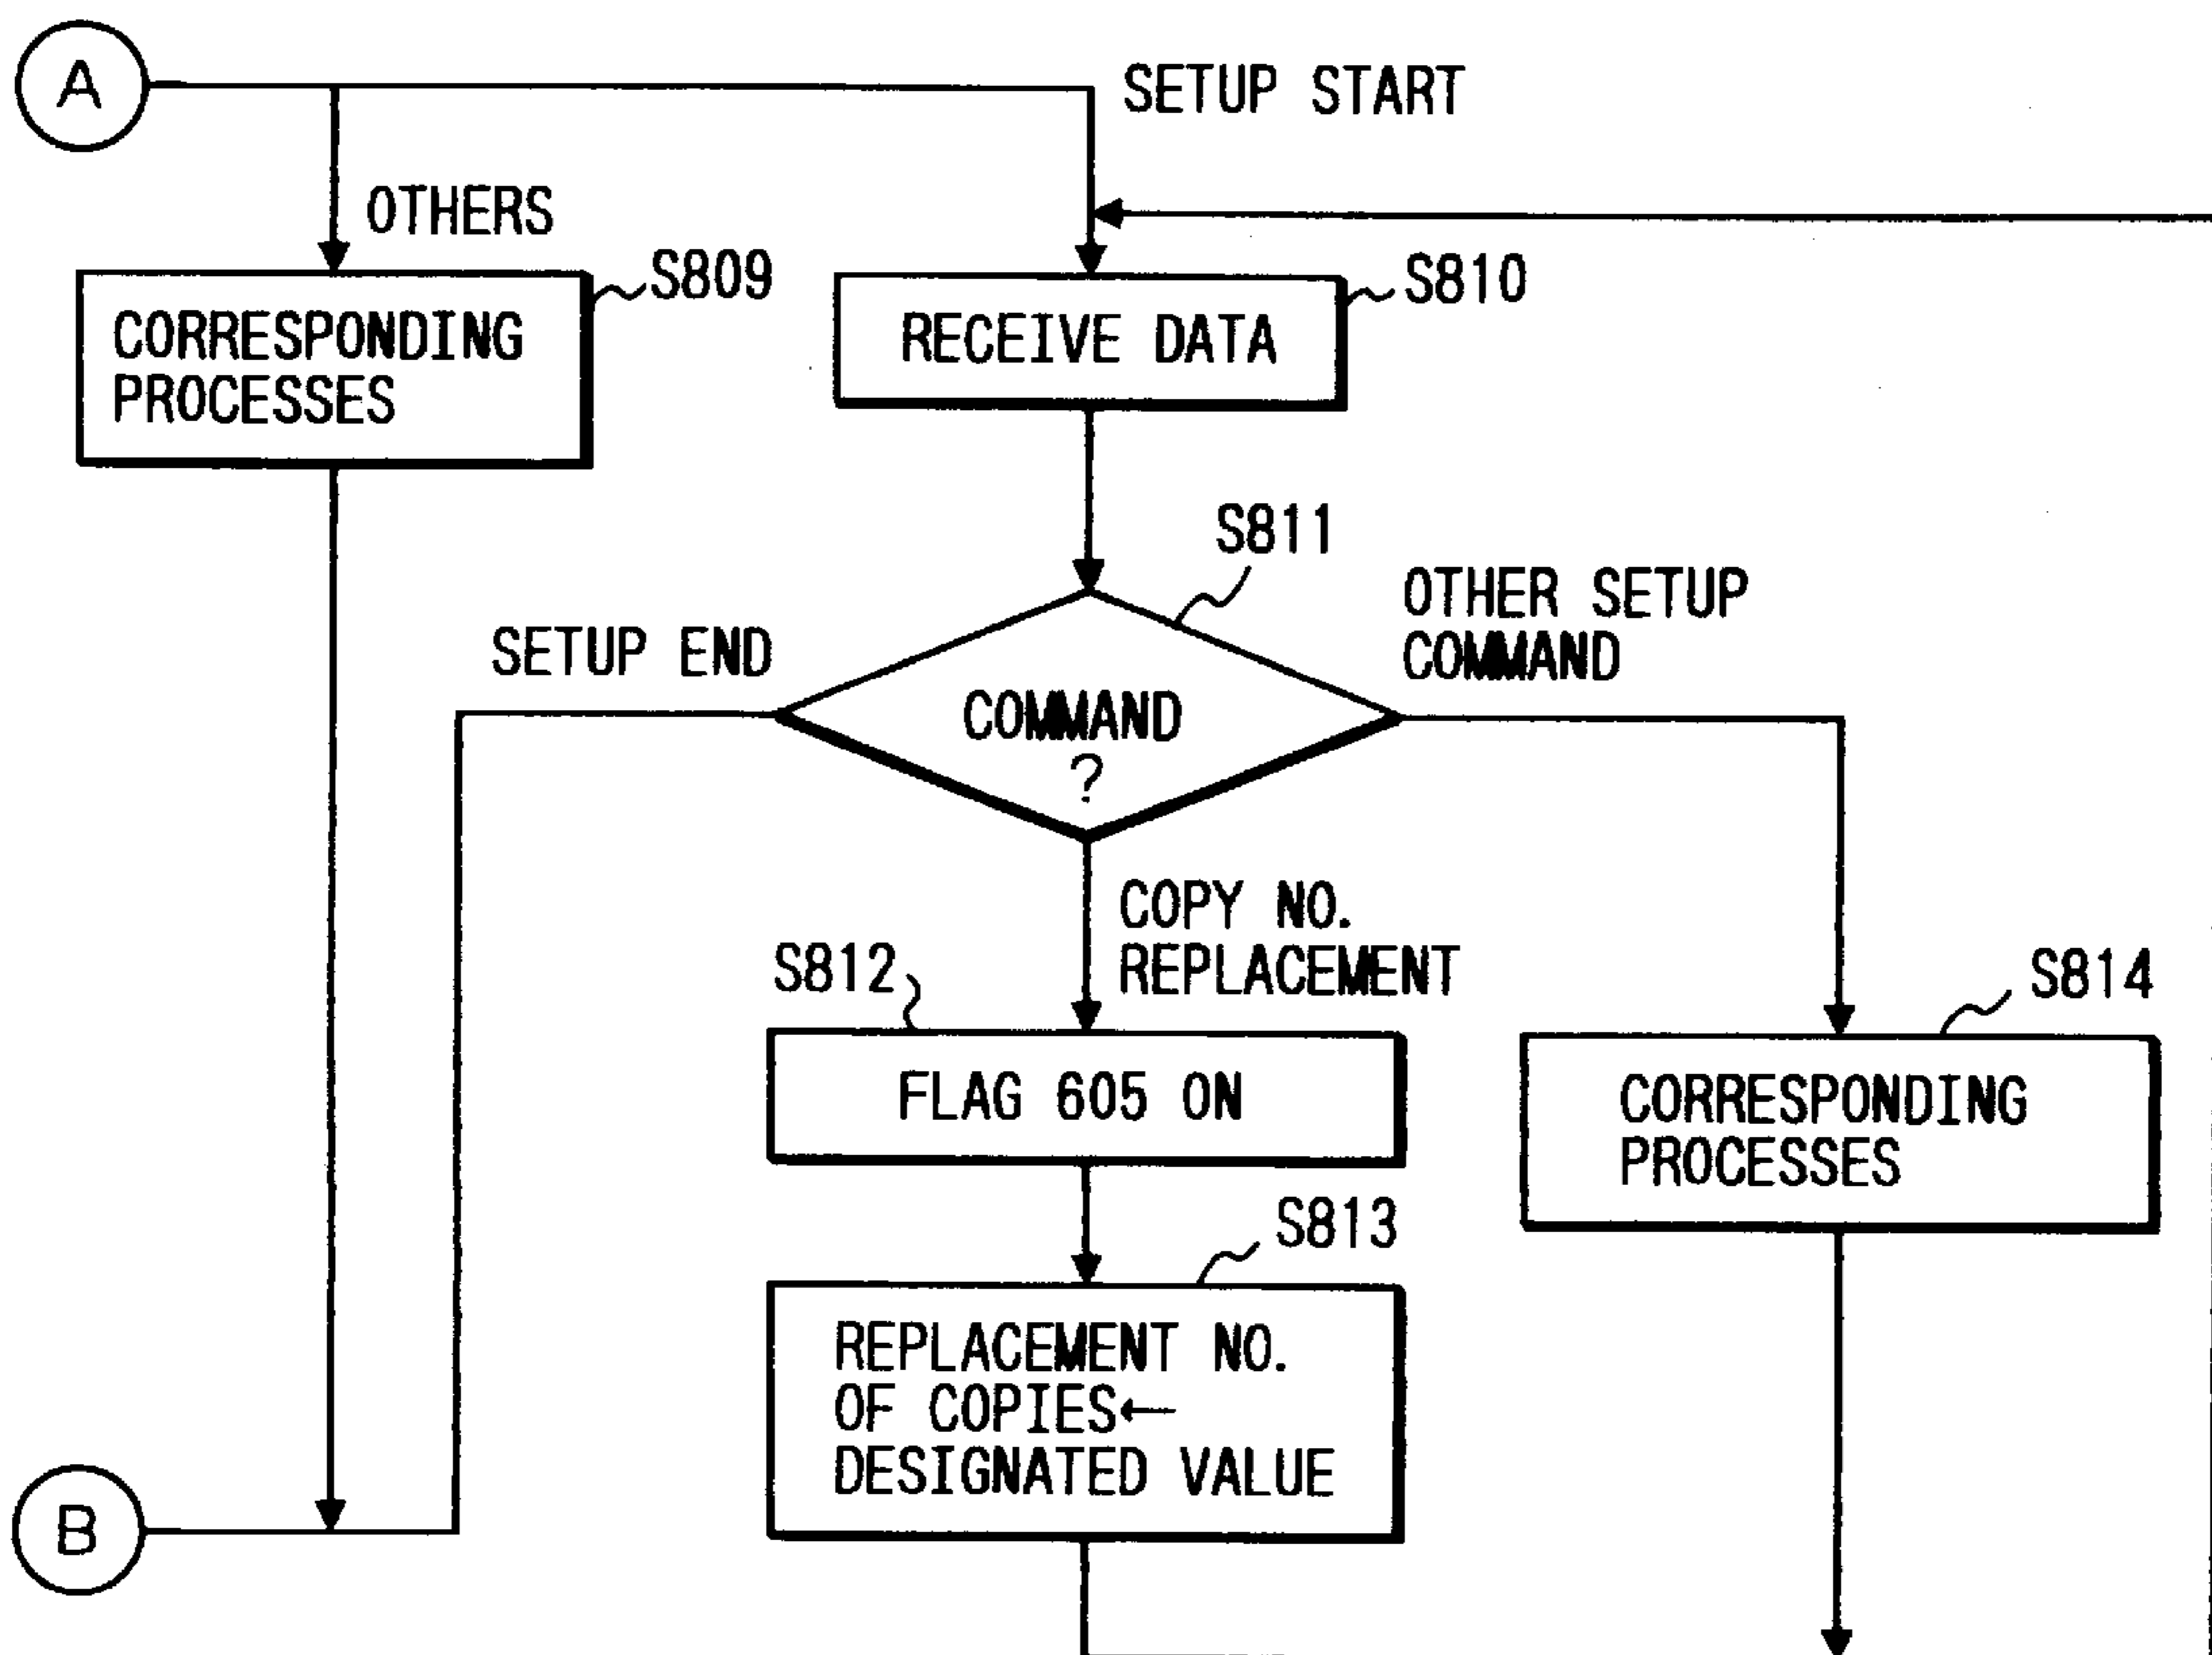 A
SETUP START
OTHERS
S809
CORRESPONDING
PROCESSES
S810
RECEIVE DATA
S811
SETUP END
OTHER SETUP
COMMAND
COMMAND
?
COPY NO.
REPLACEMENT
S812
FLAG 605 ON
S814
CORRESPONDING
PROCESSES
S813
REPLACEMENT NO.
OF COPIES←
DESIGNATED VALUE
B